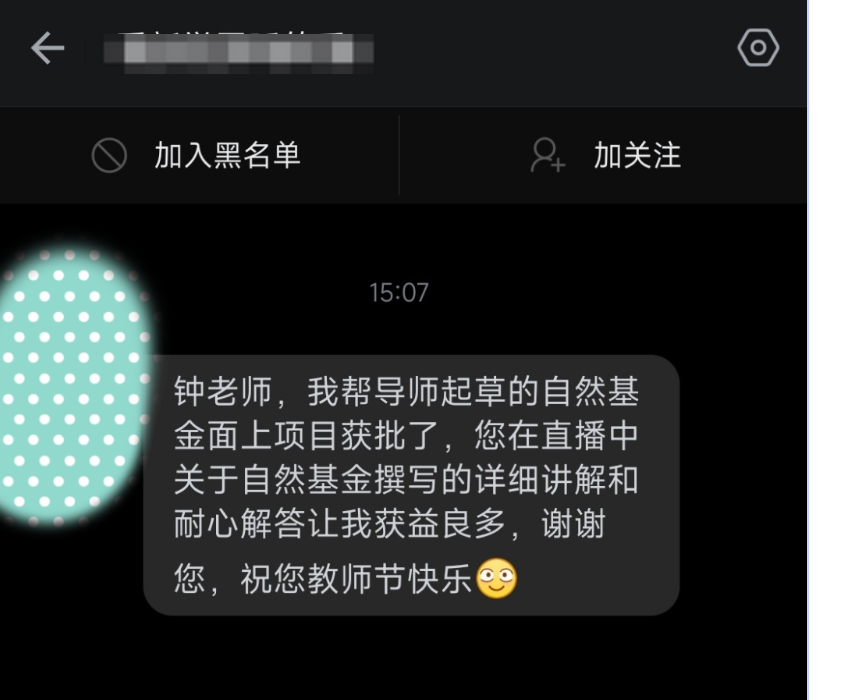 加入黑名单
加关注
15:07
钟老师，我帮导师起草的自然基
金面上项目获批了，您在直播中
关于自然基金撰写的详细讲解和
耐心解答让我获益良多，谢谢
您，祝您教师节快乐